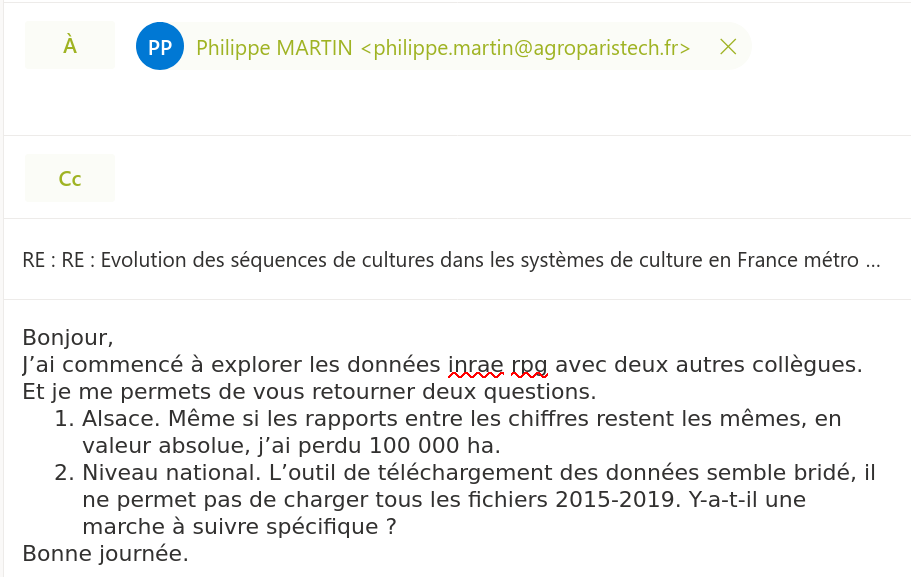 À
PP Philippe MARTIN <philippe.martin@agroparistech.fr>
Cc
RE : RE : Evolution des séquences de cultures dans les systèmes de culture en France métro ...
Bonjour,
J’ai commencé à explorer les données inrae rpg avec deux autres collègues.
Et je me permets de vous retourner deux questions.
1. Alsace. Même si les rapports entre les chiffres restent les mêmes, en
valeur absolue, j’ai perdu 100 000 ha.
2. Niveau national. L’outil de téléchargement des données semble bridé, il
ne permet pas de charger tous les fichiers 2015-2019. Y-a-t-il une
marche à suivre spécifique ?
Bonne journée.